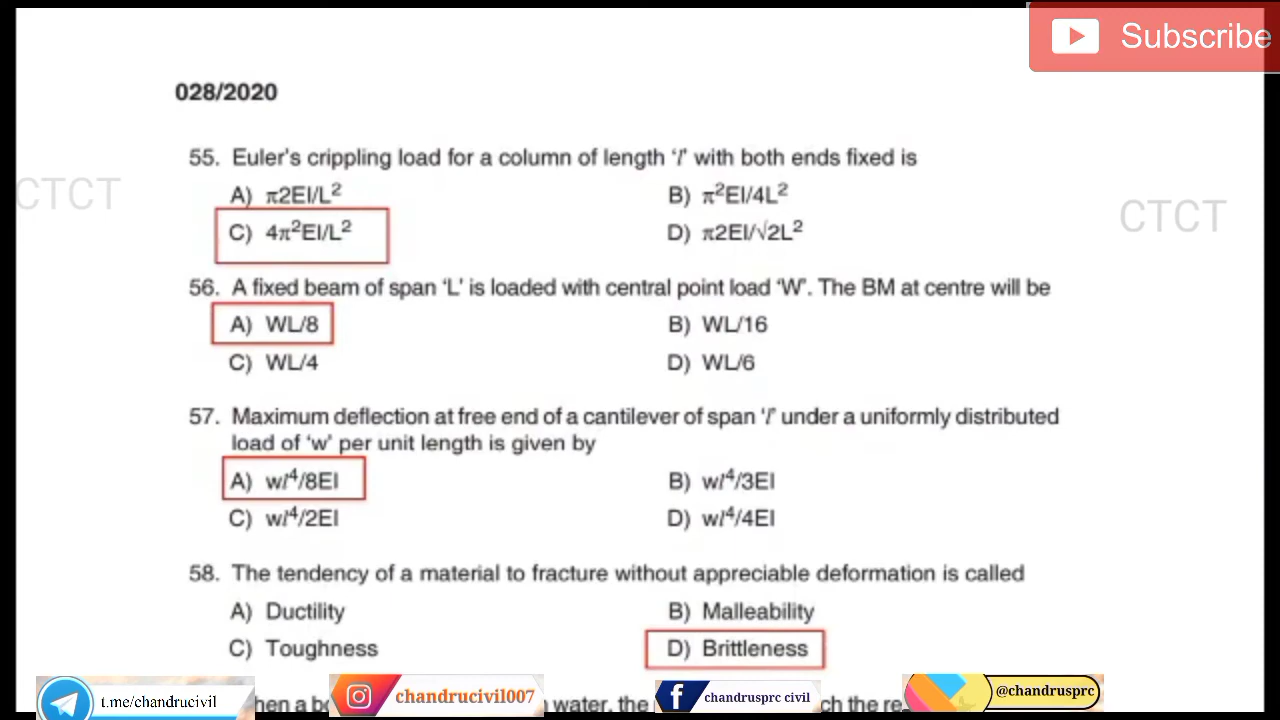 Subscribe
028/2020
55. Euler's crippling load for a column of length 'l' with both ends fixed is
A) π2EI/L² B) π²EI/4L²
C) 4π²EI/L² D) π2EI/√2L²
CTCT
CTCT
56. A fixed beam of span 'L' is loaded with central point load 'W'. The BM at centre will be
A) WL/8 B) WL/16
C) WL/4 D) WL/6
57. Maximum deflection at free end of a cantilever of span 'l' under a uniformly distributed
load of 'w' per unit length is given by
A) wl⁴/8EI B) wl⁴/3EI
C) wl⁴/2EI D) wl⁴/4EI
58. The tendency of a material to fracture without appreciable deformation is called
A) Ductility B) Malleability
C) Toughness D) Brittleness
hen a water, the ch the
t.me/chandrucivil chandrucivil007 chandrusprc civil @chandrusprc